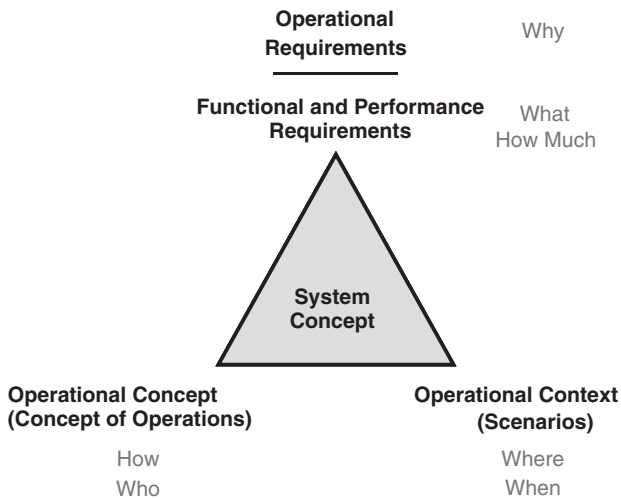 Operational
Requirements
Why
Functional and Performance
Requirements
What
How Much
System
Concept
Operational Concept
(Concept of Operations)
How
Who
Operational Context
(Scenarios)
Where
When